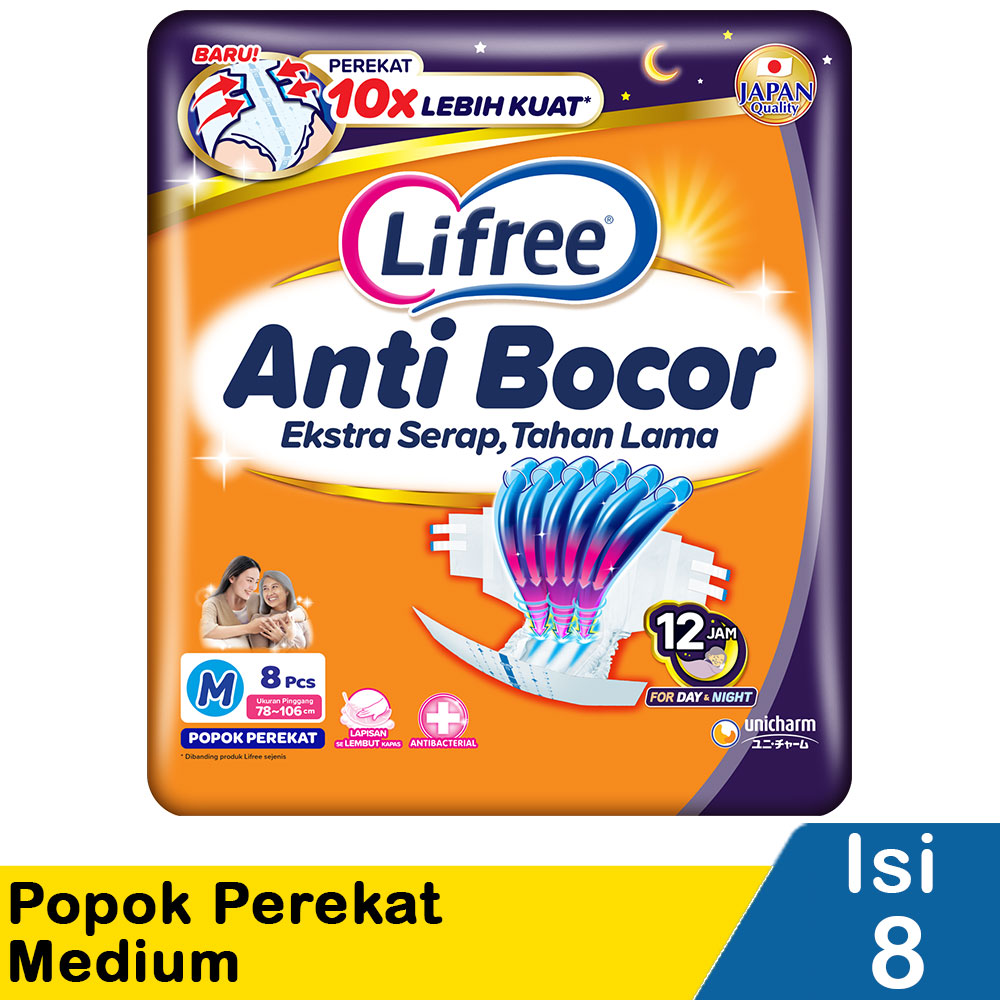 BARU!
PEREKAT
10x LEBIH KUAT*
JAPAN
Quality
Lifree®
Anti Bocor
Ekstra Serap, Tahan Lama
12 JAM
FOR DAY & NIGHT
M
8 Pcs
Ukuran Pinggang
78~106 cm
POPOK PEREKAT
LAPISAN
SE LEMBUT KAPAS
ANTIBACTERIAL
* Dibanding produk Lifree sejenis
unicharm
ユニ・チャーム
Popok Perekat
Medium
Isi
8